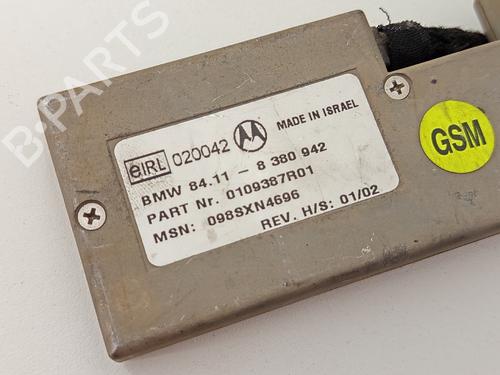 eIRL 020042 MADE IN ISRAEL
BMW 84.11 - 8 380 942
PART Nr. 0109387R01
MSN: 098SXN4696 REV. H/S: 01/02
GSM
B-PARTS